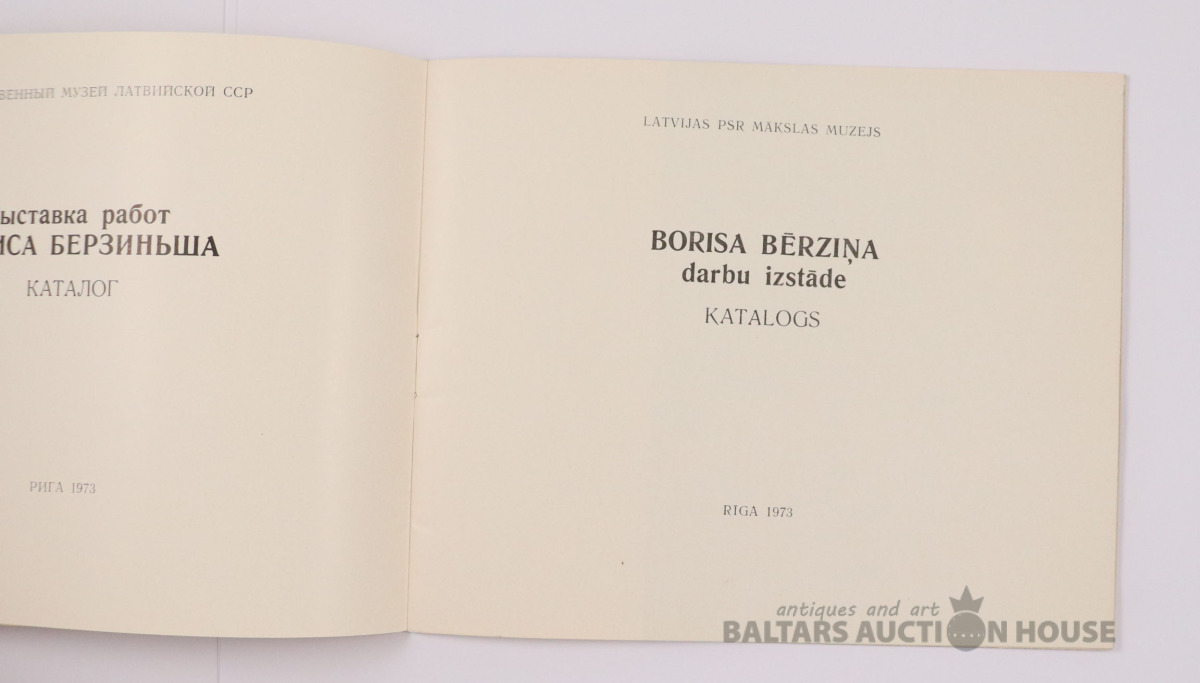 ВЕННЫЙ МУЗЕЙ ЛАТВИЙСКОЙ ССР
ыставка работ
ИСА БЕРЗИНЬША
КАТАЛОГ
РИГА 1973
LATVIJAS PSR MĀKSLAS MUZEJS
BORISA BĒRZIŅA
darbu izstāde
KATALOGS
RIGA 1973
antiques and art
BALTARS AUCTION HOUSE